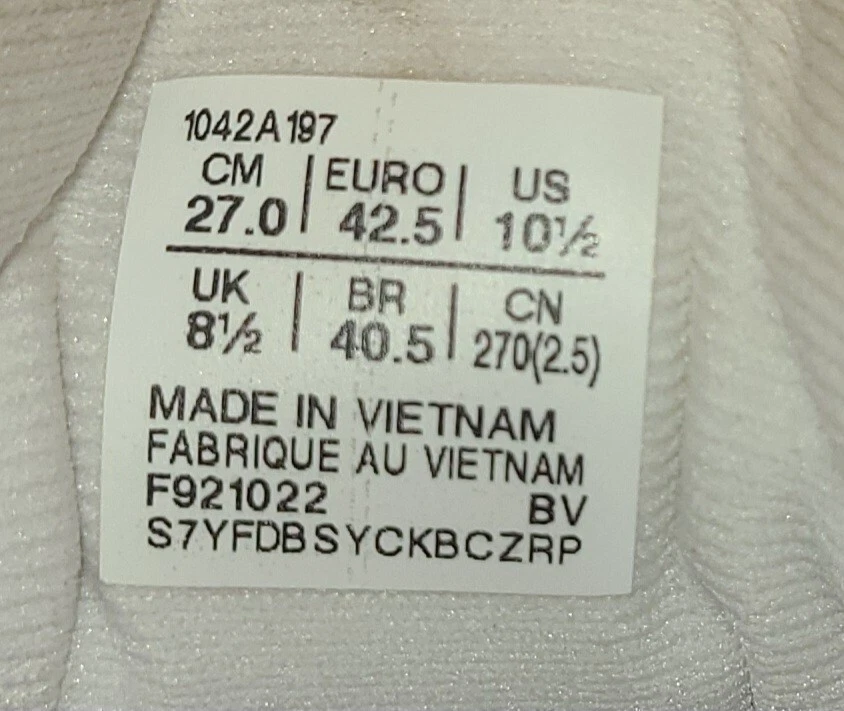 1042A197
CM | EURO | US
27.0 | 42.5 | 10½
UK | BR | CN
8½ | 40.5 | 270(2.5)
MADE IN VIETNAM
FABRIQUE AU VIETNAM
F921022 BV
S7YFDBSYCKBCZRP